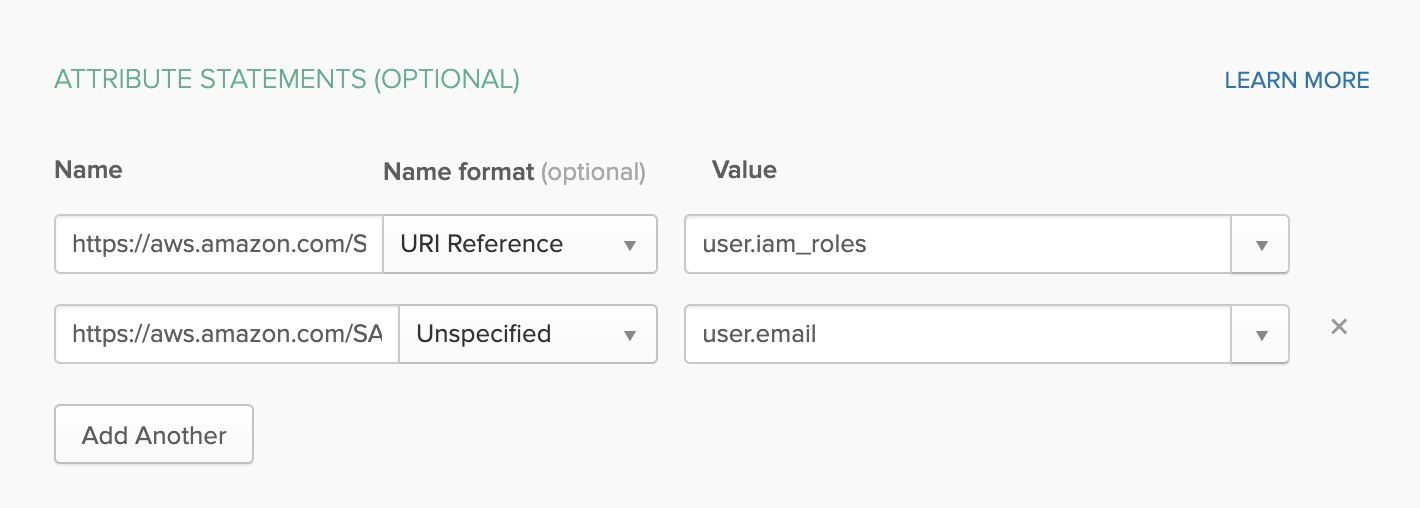 ATTRIBUTE STATEMENTS (OPTIONAL) LEARN MORE
Name Name format (optional) Value
https://aws.amazon.com/S URI Reference user.iam_roles
https://aws.amazon.com/SA Unspecified user.email
Add Another